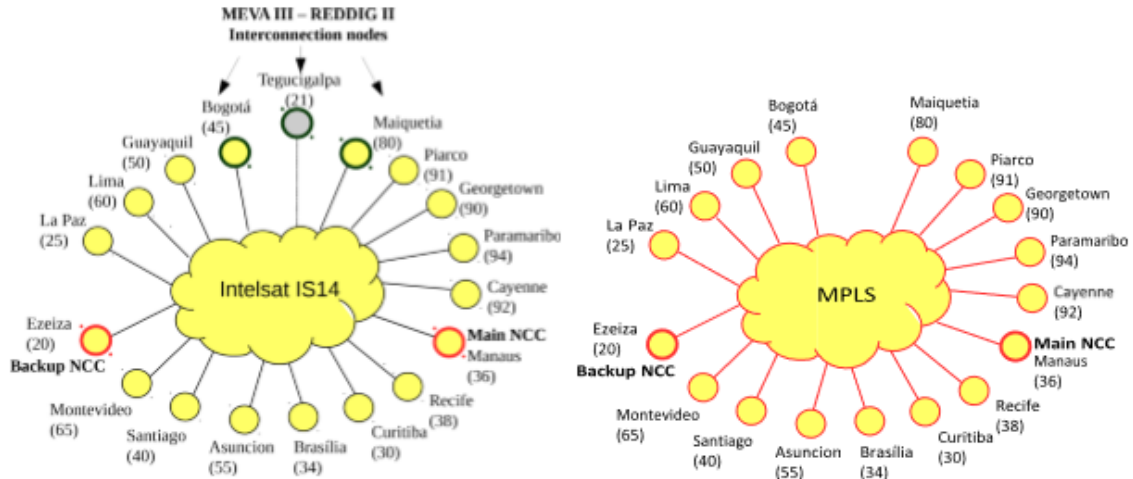 MEVA III – REDDIG II
Interconnection nodes
Tegucigalpa
(21)
Bogotá
(45)
Maiquetia
(80)
Guayaquil
(50)
Piarco
(91)
Lima
(60)
Georgetown
(90)
La Paz
(25)
Paramaribo
(94)
Intelsat IS14
Cayenne
(92)
Ezeiza
(20)
Backup NCC
Main NCC
Manaus
(36)
Montevideo
(65)
Recife
(38)
Santiago
(40)
Curitiba
(30)
Asuncion
(55)
Brasília
(34)
Bogotá
(45)
Maiquetia
(80)
Guayaquil
(50)
Piarco
(91)
Lima
(60)
Georgetown
(90)
La Paz
(25)
Paramaribo
(94)
MPLS
Cayenne
(92)
Ezeiza
(20)
Backup NCC
Main NCC
Manaus
(36)
Montevideo
(65)
Recife
(38)
Santiago
(40)
Curitiba
(30)
Asuncion
(55)
Brasília
(34)